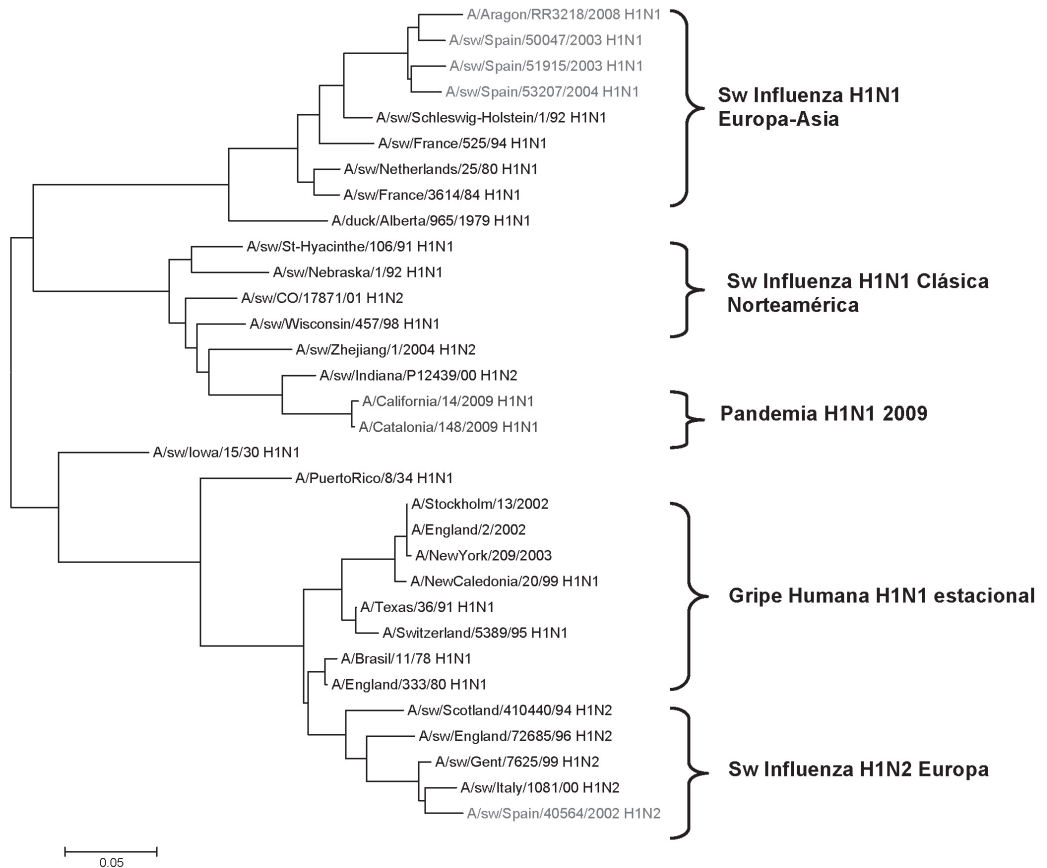 A/Aragon/RR3218/2008 H1N1
A/sw/Spain/50047/2003 H1N1
A/sw/Spain/51915/2003 H1N1
A/sw/Spain/53207/2004 H1N1
A/sw/Schleswig-Holstein/1/92 H1N1
A/sw/France/525/94 H1N1
A/sw/Netherlands/25/80 H1N1
A/sw/France/3614/84 H1N1
A/duck/Alberta/965/1979 H1N1
Sw Influenza H1N1
Europa-Asia
A/sw/St-Hyacinthe/106/91 H1N1
A/sw/Nebraska/1/92 H1N1
A/sw/CO/17871/01 H1N2
A/sw/Wisconsin/457/98 H1N1
A/sw/Zhejiang/1/2004 H1N2
A/sw/Indiana/P12439/00 H1N2
Sw Influenza H1N1 Clásica
Norteamérica
A/California/14/2009 H1N1
A/Catalonia/148/2009 H1N1
Pandemia H1N1 2009
A/sw/Iowa/15/30 H1N1
A/PuertoRico/8/34 H1N1
A/Stockholm/13/2002
A/England/2/2002
A/NewYork/209/2003
A/NewCaledonia/20/99 H1N1
A/Texas/36/91 H1N1
A/Switzerland/5389/95 H1N1
A/Brasil/11/78 H1N1
A/England/333/80 H1N1
Gripe Humana H1N1 estacional
A/sw/Scotland/410440/94 H1N2
A/sw/England/72685/96 H1N2
A/sw/Gent/7625/99 H1N2
A/sw/Italy/1081/00 H1N2
A/sw/Spain/40564/2002 H1N2
Sw Influenza H1N2 Europa
0.05